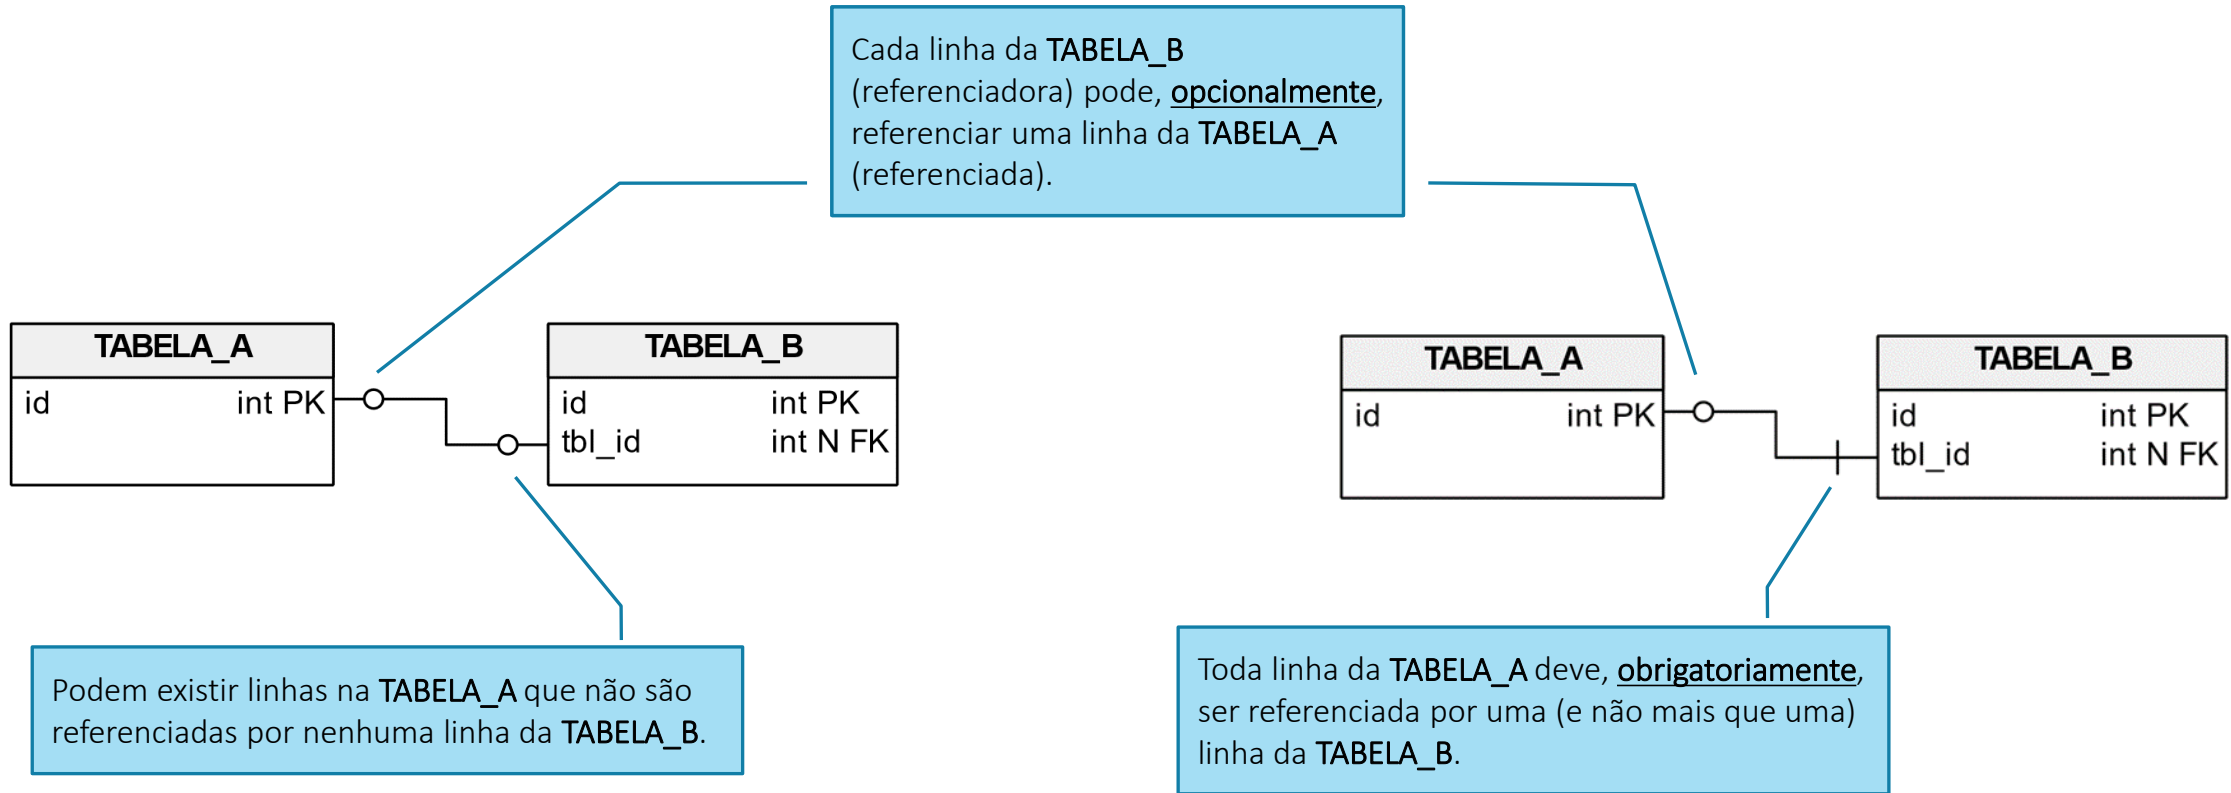 Cada linha da TABELA_B
(referenciadora) pode, opcionalmente,
referenciar uma linha da TABELA_A
(referenciada).
TABELA_A
id int PK
TABELA_B
id int PK
tbl_id int N FK
TABELA_A
id int PK
TABELA_B
id int PK
tbl_id int N FK
Podem existir linhas na TABELA_A que não são
referenciadas por nenhuma linha da TABELA_B.
Toda linha da TABELA_A deve, obrigatoriamente,
ser referenciada por uma (e não mais que uma)
linha da TABELA_B.